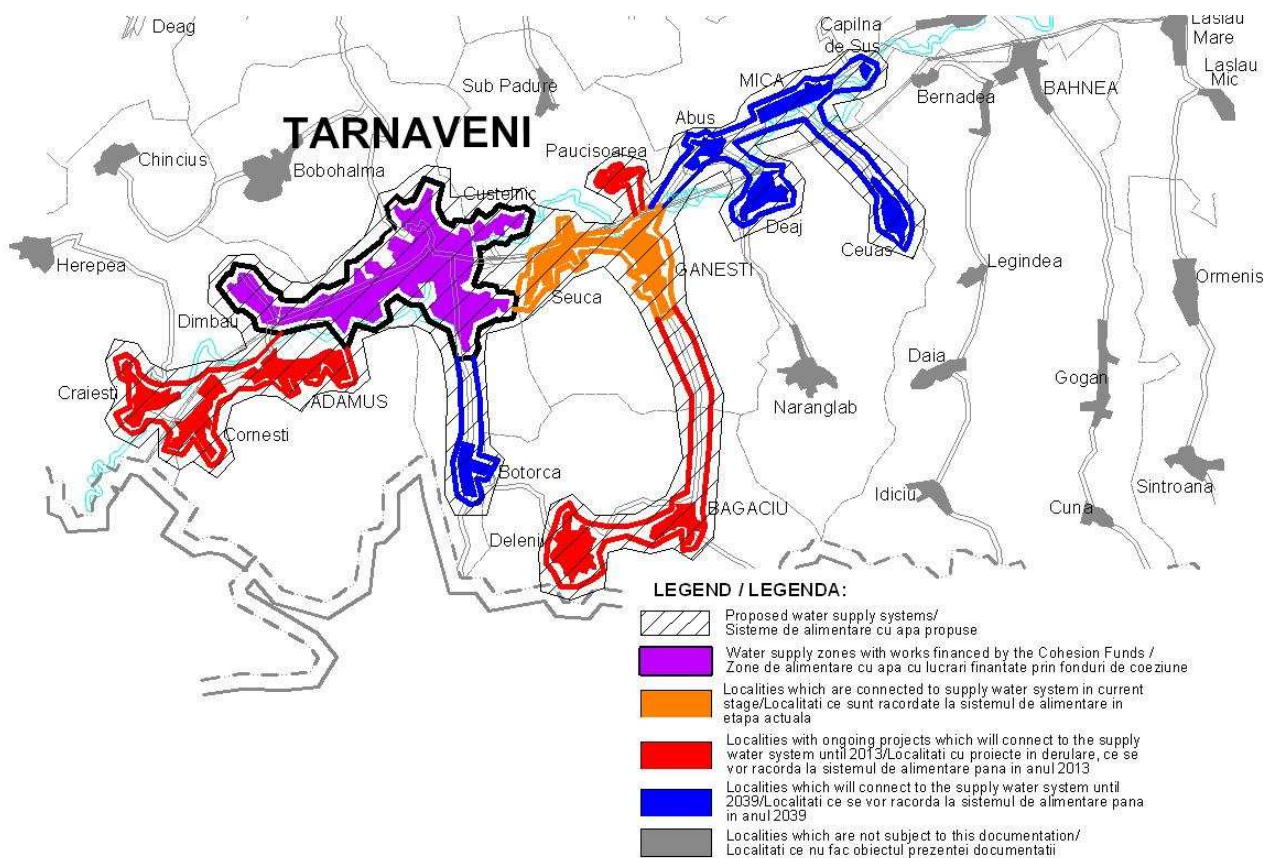 Deag
Capilna
de Sus
Laslau
Mare
MICA
Sub Padure
Laslau
Mic
Bernadea
BAHNEA
Abus
TARNAVENI
Paucisoarea
Chincius
Bobohalma
Custelnic
Deaj
Ceuas
Herepea
GANESTI
Legindea
Ormenis
Seuca
Dimbau
Daia
Gogan
Craiesti
ADAMUS
Naranglab
Cornesti
Botorca
Idiciu
Sintroana
BAGACIU
Cuna
Deleni
LEGEND / LEGENDA:
Proposed water supply systems/
Sisteme de alimentare cu apa propuse
Water supply zones with works financed by the Cohesion Funds /
Zone de alimentare cu apa cu lucrari finantate prin fonduri de coeziune
Localities which are connected to supply water system in current
stage/Localitati ce sunt racordate la sistemul de alimentare in
etapa actuala
Localities with ongoing projects which will connect to the supply
water system until 2013/Localitati cu proiecte in derulare, ce se
vor racorda la sistemul de alimentare pana in anul 2013
Localities which will connect to the supply water system until
2039/Localitati ce se vor racorda la sistemul de alimentare pana
in anul 2039
Localities which are not subject to this documentation/
Localitati ce nu fac obiectul prezentei documentatii